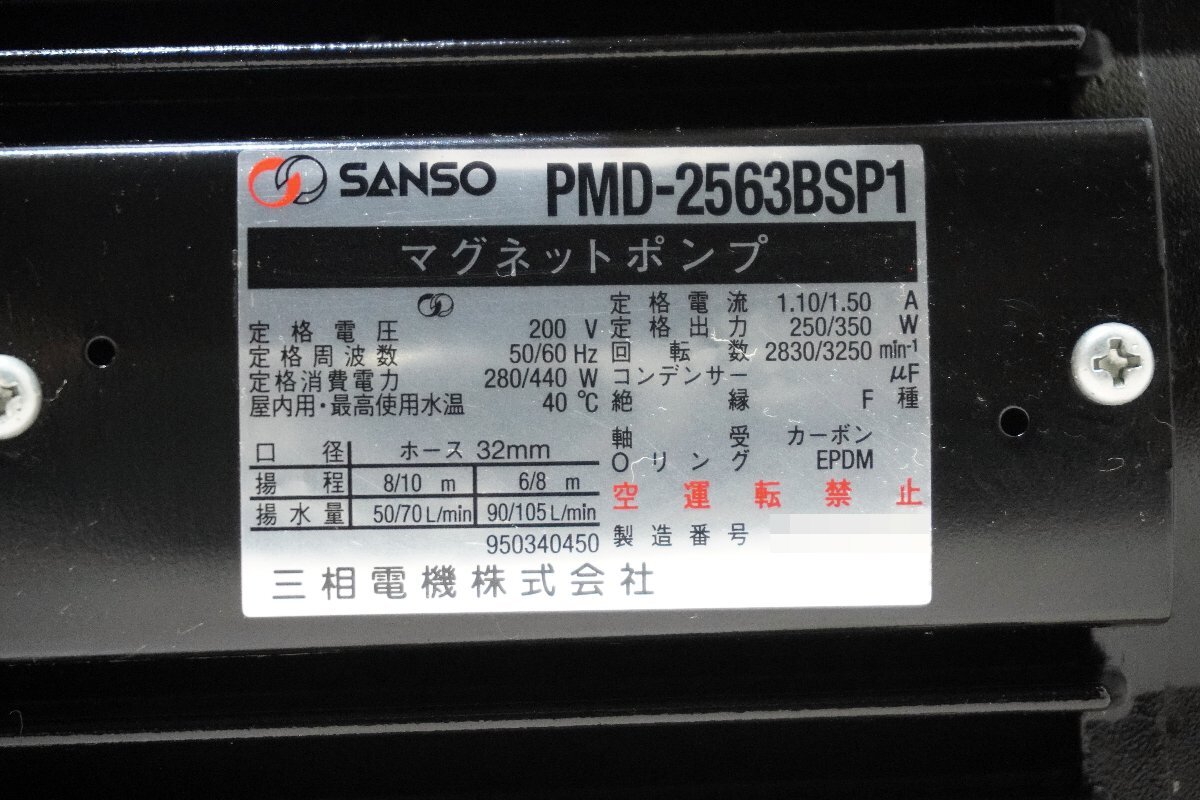 SANSO PMD-2563BSP1
マグネットポンプ
定格電圧 200 V
定格周波数 50/60 Hz
定格消費電力 280/440 W
屋内用・最高使用水温 40 ℃
口径 ホース 32mm
揚程 8/10 m 6/8 m
揚水量 50/70 L/min 90/105 L/min
950340450
定格電流 1.10/1.50 A
定格出力 250/350 W
回転数 2830/3250 min⁻¹
コンデンサー μF
絶縁 F 種
軸受 カーボン
Oリング EPDM
空運転禁止
製造番号
三相電機株式会社